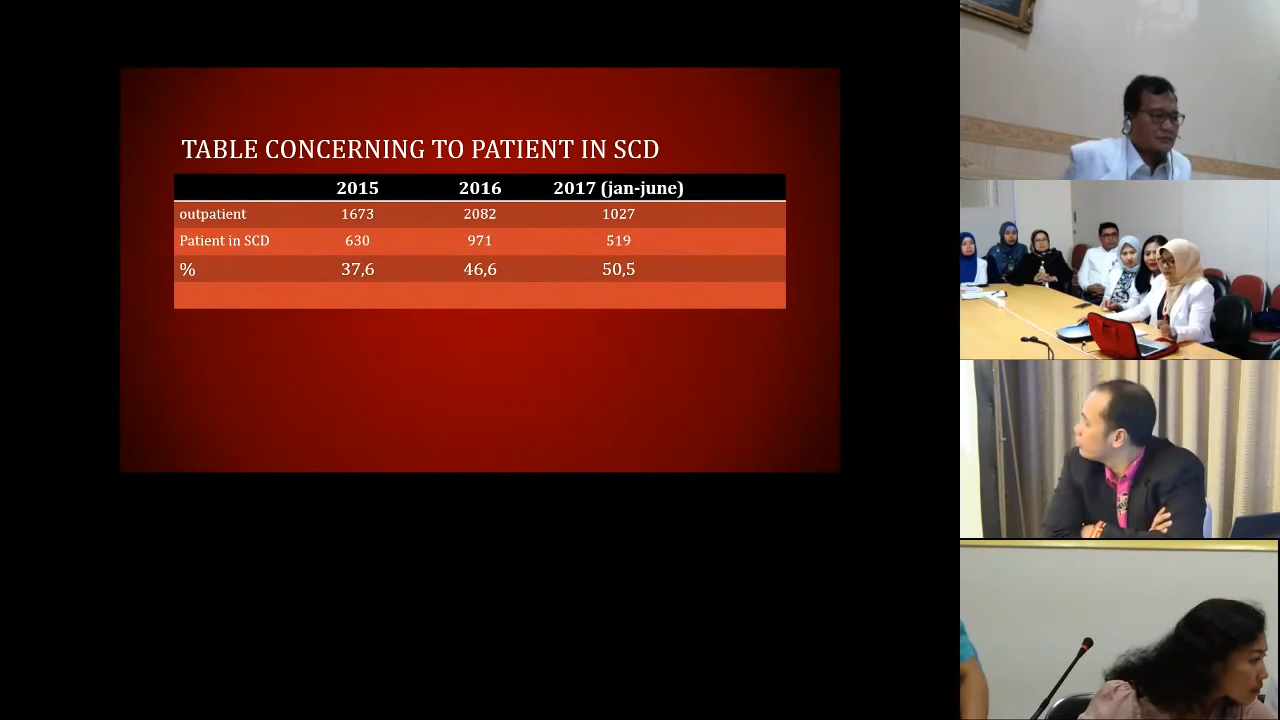 TABLE CONCERNING TO PATIENT IN SCD
2015 2016 2017 (jan-june)
outpatient 1673 2082 1027
Patient in SCD 630 971 519
% 37,6 46,6 50,5